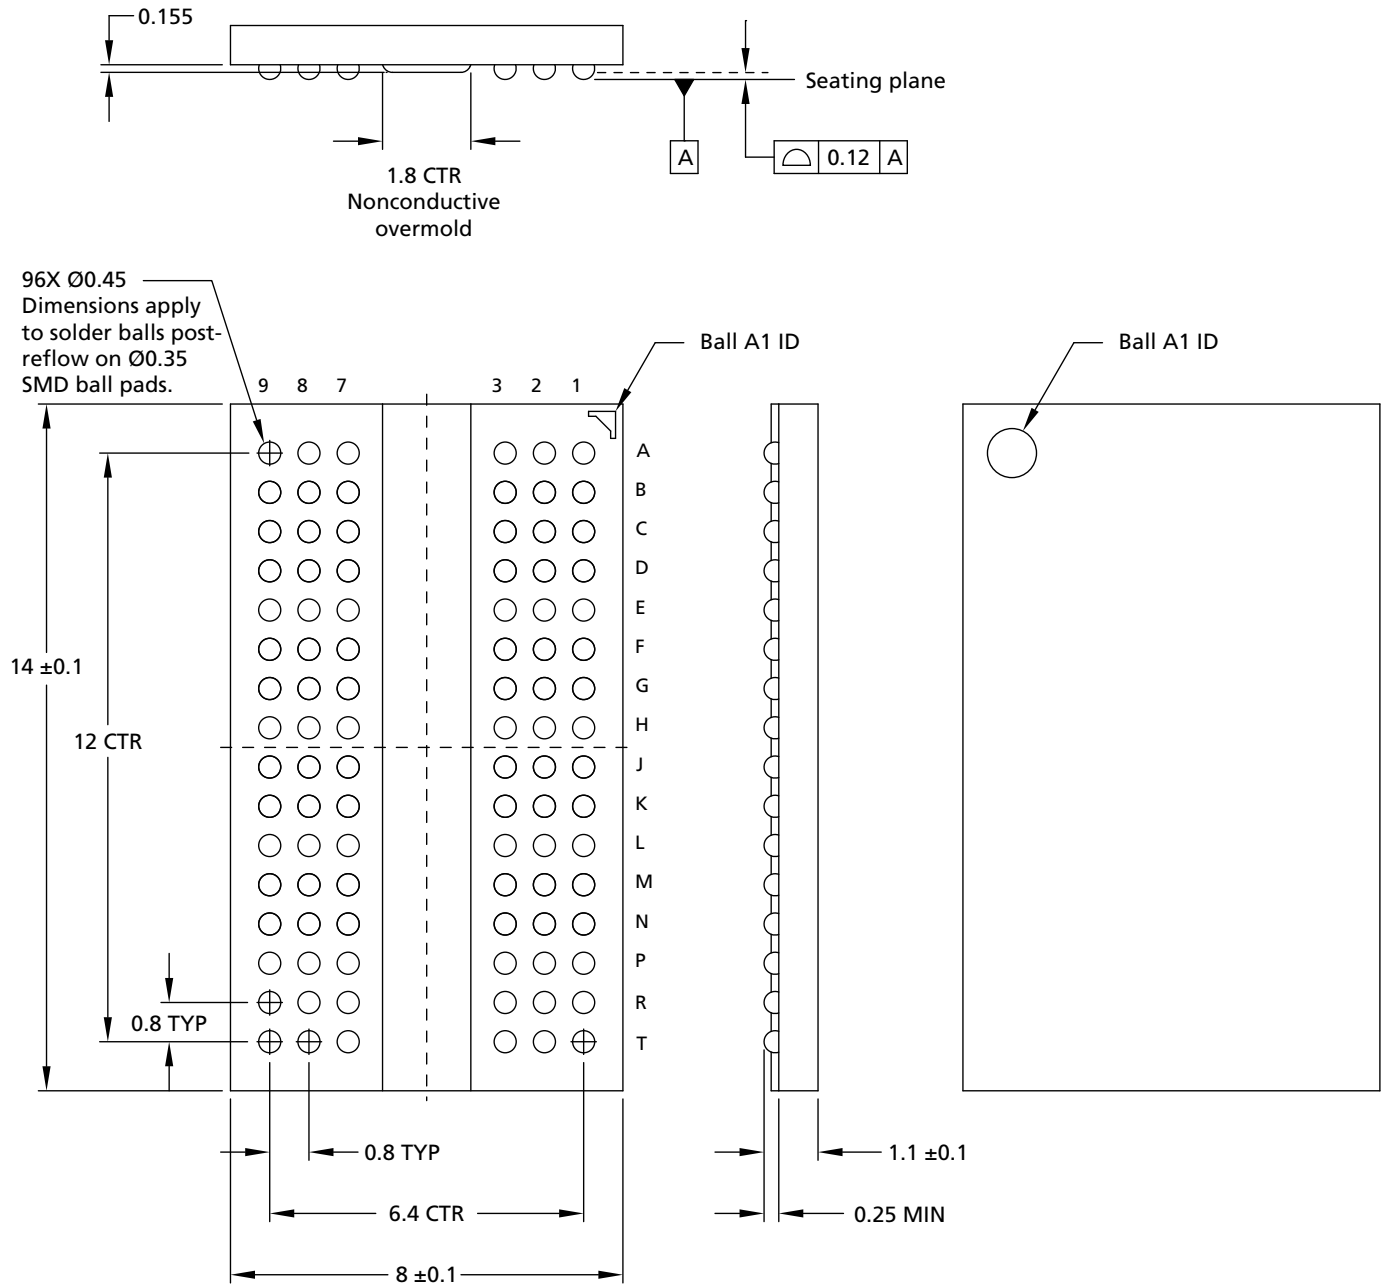 0.155
Seating plane
A
0.12 A
1.8 CTR
Nonconductive
overmold
96X Ø0.45
Dimensions apply
to solder balls post-
reflow on Ø0.35
SMD ball pads.
Ball A1 ID
Ball A1 ID
9 8 7 3 2 1
A
B
C
D
E
F
G
H
J
K
L
M
N
P
R
T
14 ±0.1
12 CTR
0.8 TYP
0.8 TYP
1.1 ±0.1
6.4 CTR
0.25 MIN
8 ±0.1